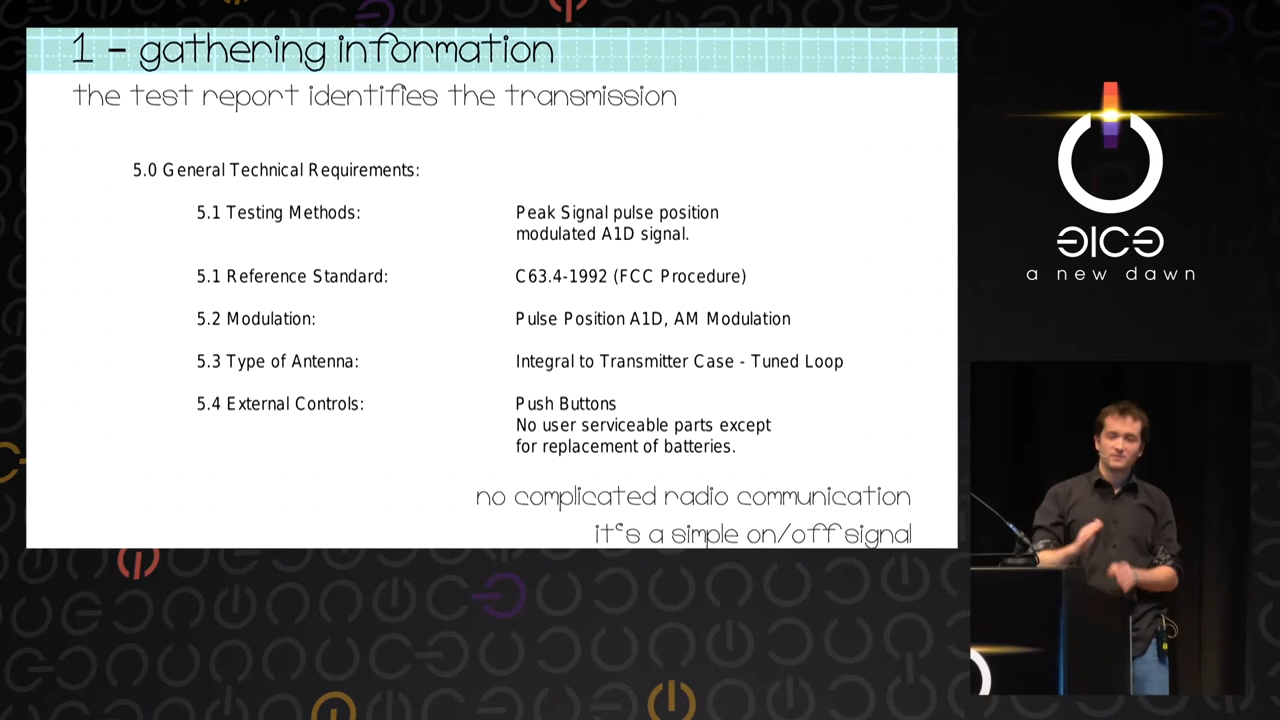 1 - gathering information
the test report identifies the transmission
5.0 General Technical Requirements:
5.1 Testing Methods: Peak Signal pulse position
modulated A1D signal.
5.1 Reference Standard: C63.4-1992 (FCC Procedure)
5.2 Modulation: Pulse Position A1D, AM Modulation
5.3 Type of Antenna: Integral to Transmitter Case - Tuned Loop
5.4 External Controls: Push Buttons
No user serviceable parts except
for replacement of batteries.
no complicated radio communication
it's a simple on/off signal
a new dawn